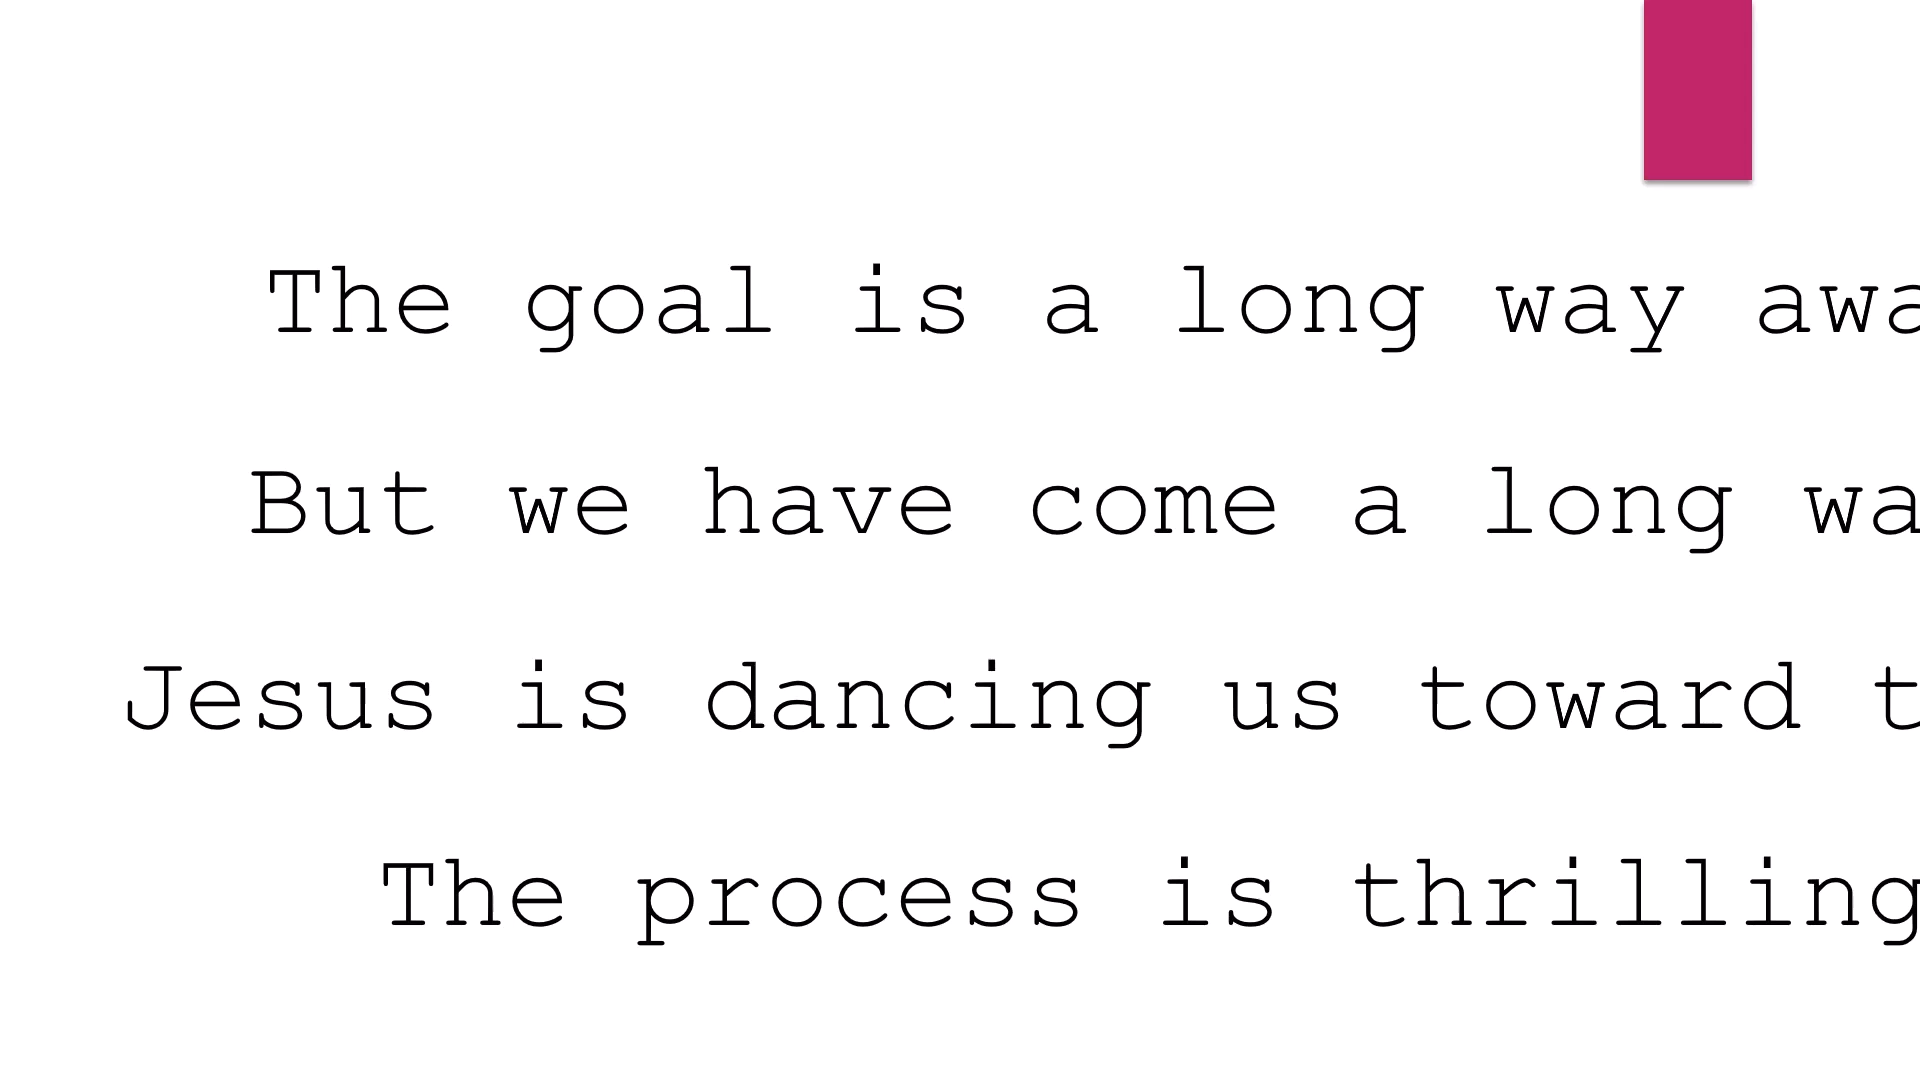 The goal is a long way awa
But we have come a long wa
Jesus is dancing us toward t
The process is thrilling